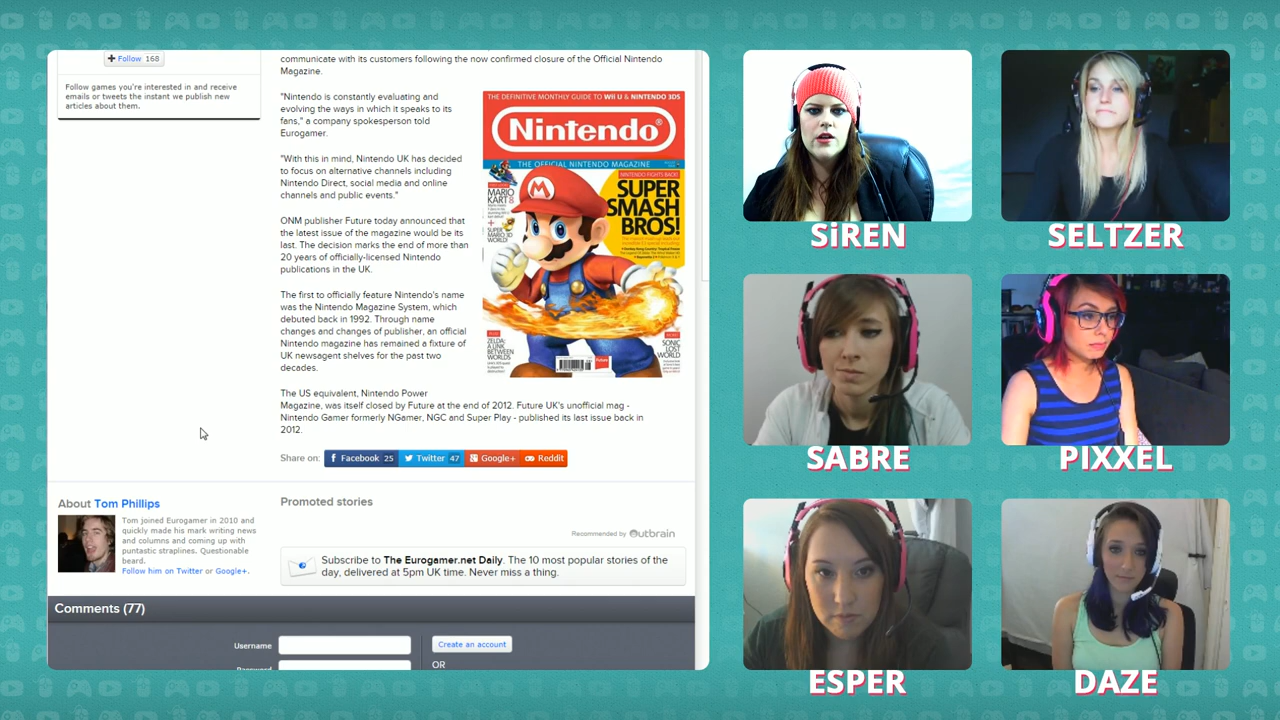 Follow 168
Follow games you're interested in and receive
emails or tweets the instant we publish new
articles about them.
communicate with its customers following the now confirmed closure of the Official Nintendo
Magazine.
"Nintendo is constantly evaluating and
evolving the ways in which it speaks to its
fans," a company spokesperson told
Eurogamer.
"With this in mind, Nintendo UK has decided
to focus on alternative channels including
Nintendo Direct, social media and online
channels and public events."
ONM publisher Future today announced that
the latest issue of the magazine would be its
last. The decision marks the end of more than
20 years of officially-licensed Nintendo
publications in the UK.
The first to officially feature Nintendo's name
was the Nintendo Magazine System, which
debuted back in 1992. Through name
changes and changes of publisher, an official
Nintendo magazine has remained a fixture of
UK newsagent shelves for the past two
decades.
The US equivalent, Nintendo Power
Magazine, was itself closed by Future at the end of 2012. Future UK's unofficial mag -
Nintendo Gamer formerly NGamer, NGC and Super Play - published its last issue back in
2012.
THE DEFINITIVE MONTHLY GUIDE TO WII U & NINTENDO 3DS
Nintendo®
THE OFFICIAL NINTENDO MAGAZINE
NINTENDO FIGHTS BACK!
SUPER
SMASH
BROS!
MARIO
KART 8
SUPER
MARIO 3D
WORLD!
ZELDA:
A LINK
BETWEEN
WORLDS
SONIC
LOST
WORLD
Future
Share on:
Facebook 25
Twitter 47
Google+
Reddit
About Tom Phillips
Tom joined Eurogamer in 2010 and
quickly made his mark writing news
and columns and coming up with
puntastic straplines. Questionable
beard.
Follow him on Twitter or Google+.
Promoted stories
Recommended by Outbrain
Subscribe to The Eurogamer.net Daily. The 10 most popular stories of the
day, delivered at 5pm UK time. Never miss a thing.
Comments (77)
Username
Create an account
OR
SiREN
SELTZER
SABRE
PIXXEL
ESPER
DAZE